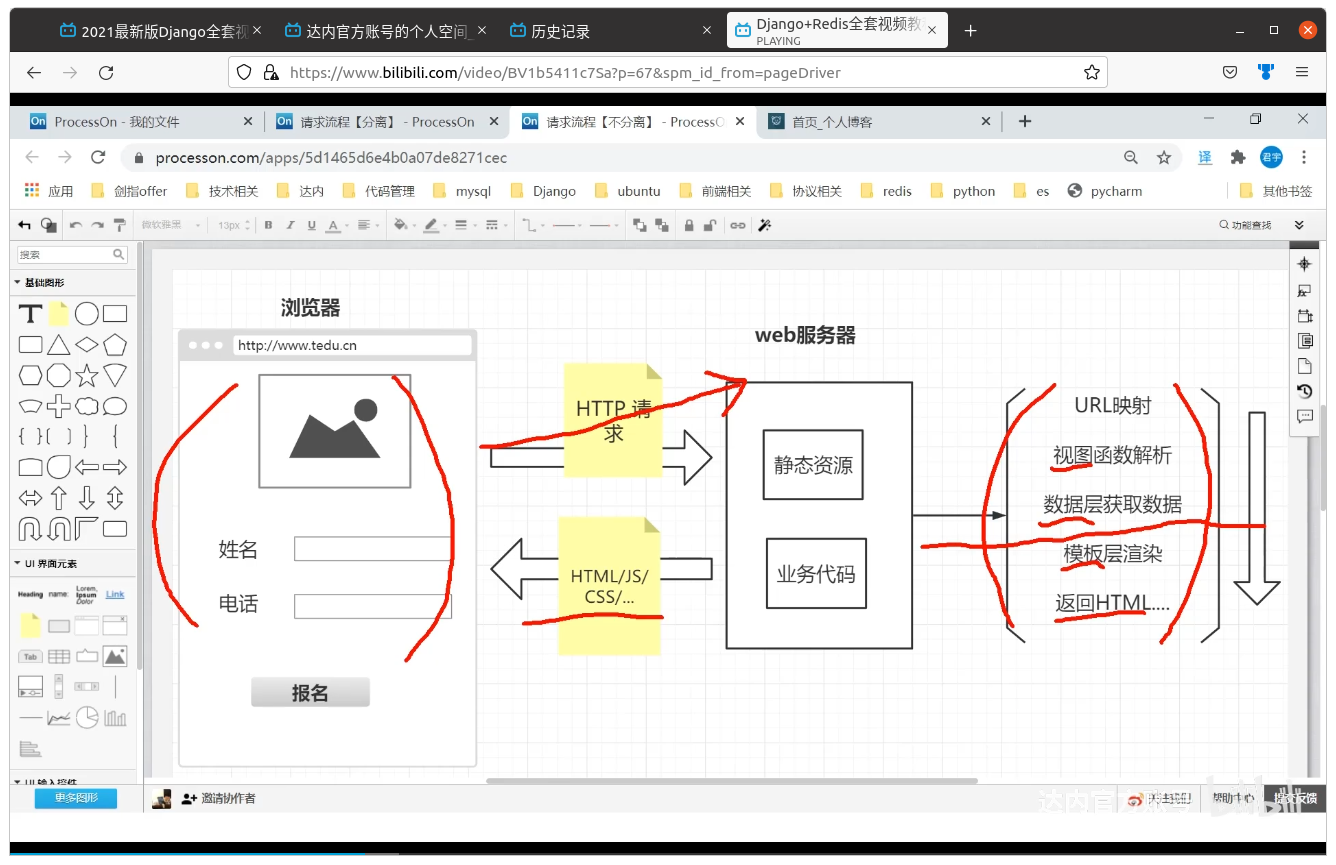 2021最新版Django全套视
达内官方账号的个人空间_
历史记录
Django+Redis全套视频教
PLAYING
https://www.bilibili.com/video/BV1b5411c7Sa?p=67&spm_id_from=pageDriver
On ProcessOn - 我的文件
On 请求流程【分离】 - ProcessOn
On 请求流程【不分离】 - ProcessO
首页_个人博客
processon.com/apps/5d1465d6e4b0a07de8271cec
译
君宇
应用
剑指offer
技术相关
达内
代码管理
mysql
Django
ubuntu
前端相关
协议相关
redis
python
es
pycharm
其他书签
微软雅黑
13px
B
I
U
A
功能查找
搜索
基础图形
T
UI 界面元素
Heading
name:
Lorem,
Ipsum
Dolor
Link
Tab
UI 输入控件
更多图形
浏览器
http://www.tedu.cn
姓名
电话
报名
HTTP 请
求
HTML/JS/
CSS/...
web服务器
静态资源
业务代码
URL映射
视图函数解析
数据层获取数据
模板层渲染
返回HTML....
邀请协作者
达内官方账号
关注我们
帮助中心
bilibili
提交反馈